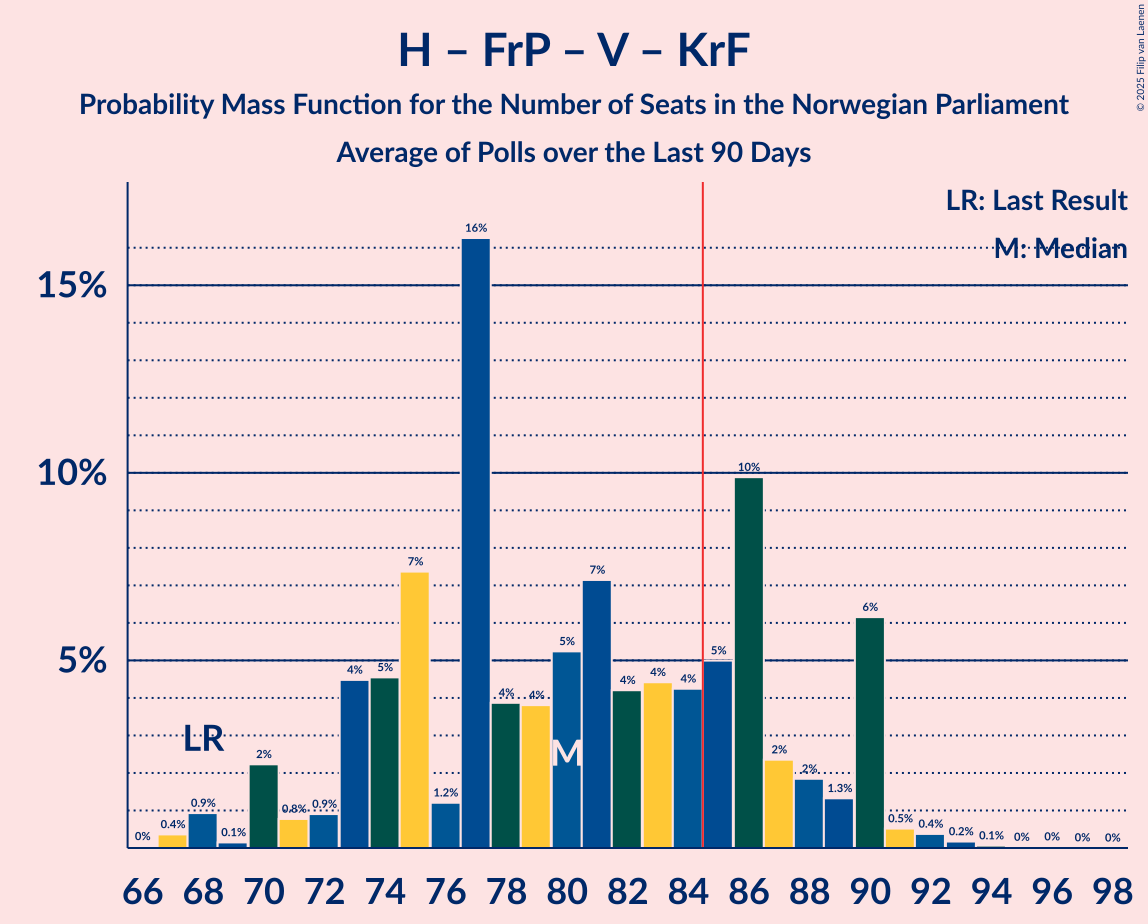 H – FrP – V – KrF
Probability Mass Function for the Number of Seats in the Norwegian Parliament
Average of Polls over the Last 90 Days
© 2025 Filip van Laenen
LR: Last Result
M: Median
15%
10%
5%
0% 0.4% 0.9% 0.1% 2% 0.8% 0.9% 4% 5% 7% 1.2% 16% 4% 4% 5% 7% 4% 4% 4% 5% 10% 2% 2% 1.3% 6% 0.5% 0.4% 0.2% 0.1% 0% 0% 0% 0%
LR
M
66 68 70 72 74 76 78 80 82 84 86 88 90 92 94 96 98